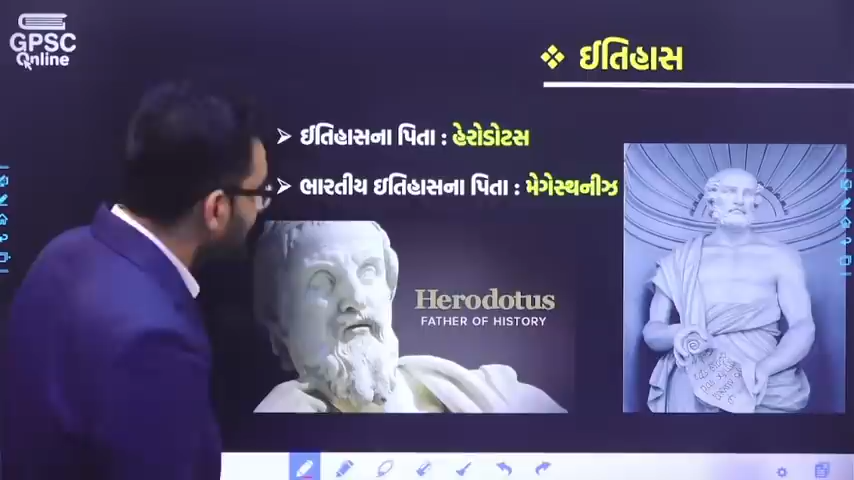 GPSC
Online
❖ ઈતિહાસ
➤ ઈતિહાસના પિતા : હેરોડોટસ
➤ ભારતીય ઈતિહાસના પિતા : મેગેસ્થનીઝ
Herodotus
FATHER OF HISTORY